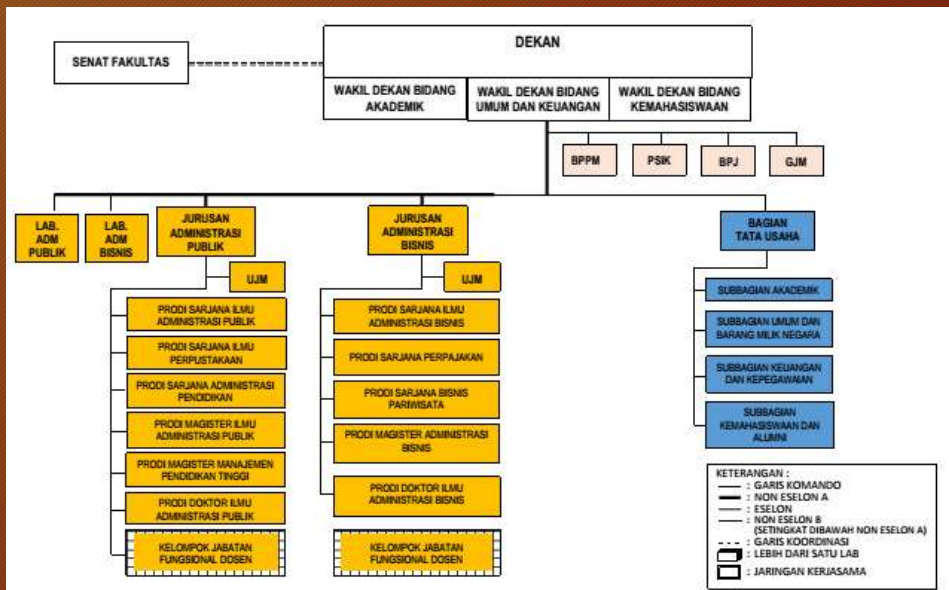 SENAT FAKULTAS
DEKAN
WAKIL DEKAN BIDANG
AKADEMIK
WAKIL DEKAN BIDANG
UMUM DAN KEUANGAN
WAKIL DEKAN BIDANG
KEMAHASISWAAN
BPPM
PSIK
BPJ
GJM
LAB.
ADM
PUBLIK
LAB.
ADM
BISNIS
JURUSAN
ADMINISTRASI
PUBLIK
JURUSAN
ADMINISTRASI
BISNIS
BAGIAN
TATA USAHA
UJM
PRODI SARJANA ILMU
ADMINISTRASI PUBLIK
PRODI SARJANA ILMU
PERPUSTAKAAN
PRODI SARJANA ADMINISTRASI
PENDIDIKAN
PRODI MAGISTER ILMU
ADMINISTRASI PUBLIK
PRODI MAGISTER MANAJEMEN
PENDIDIKAN TINGGI
PRODI DOKTOR ILMU
ADMINISTRASI PUBLIK
KELOMPOK JABATAN
FUNGSIONAL DOSEN
UJM
PRODI SARJANA ILMU
ADMINISTRASI BISNIS
PRODI SARJANA PERPAJAKAN
PRODI SARJANA BISNIS
PARIWISATA
PRODI MAGISTER ADMINISTRASI
BISNIS
PRODI DOKTOR ILMU
ADMINISTRASI BISNIS
KELOMPOK JABATAN
FUNGSIONAL DOSEN
SUBBAGIAN AKADEMIK
SUBBAGIAN UMUM DAN
BARANG MILIK NEGARA
SUBBAGIAN KEUANGAN
DAN KEPEGAWAIAN
SUBBAGIAN
KEMAHASISWAAN DAN
ALUMNI
KETERANGAN :
: GARIS KOMANDO
: NON ESELON A
: ESELON
: NON ESELON B
(SETINGKAT DIBAWAH NON ESELON A)
: GARIS KOORDINASI
: LEBIH DARI SATU LAB
: JARINGAN KERJASAMA